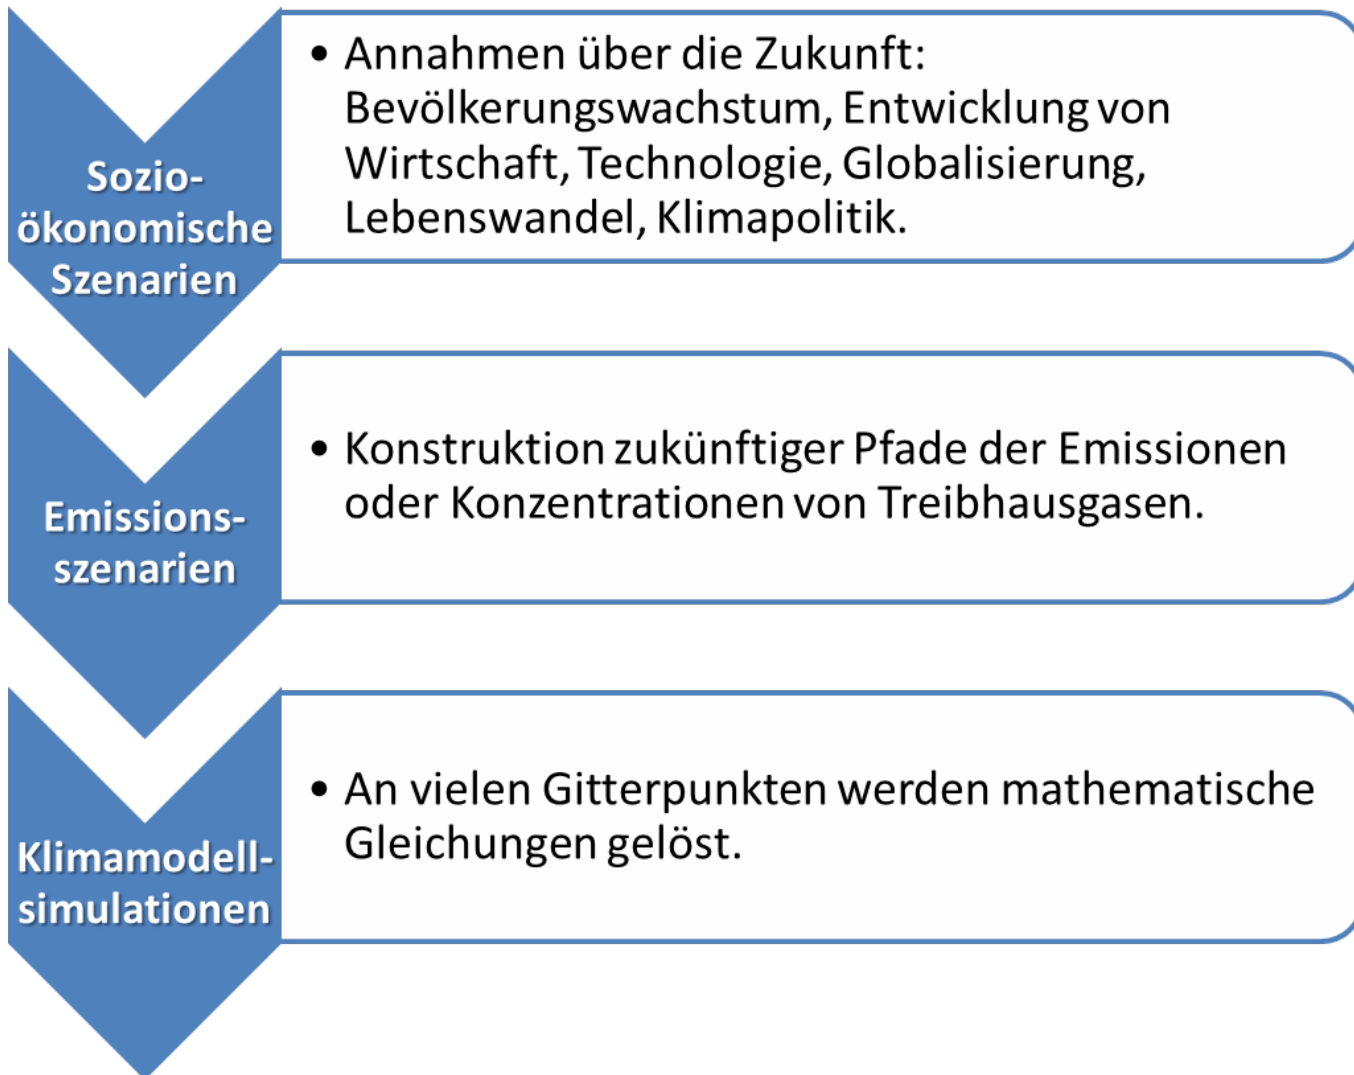 Sozio-
ökonomische
Szenarien
• Annahmen über die Zukunft:
Bevölkerungswachstum, Entwicklung von
Wirtschaft, Technologie, Globalisierung,
Lebenswandel, Klimapolitik.
Emissions-
szenarien
• Konstruktion zukünftiger Pfade der Emissionen
oder Konzentrationen von Treibhausgasen.
Klimamodell-
simulationen
• An vielen Gitterpunkten werden mathematische
Gleichungen gelöst.